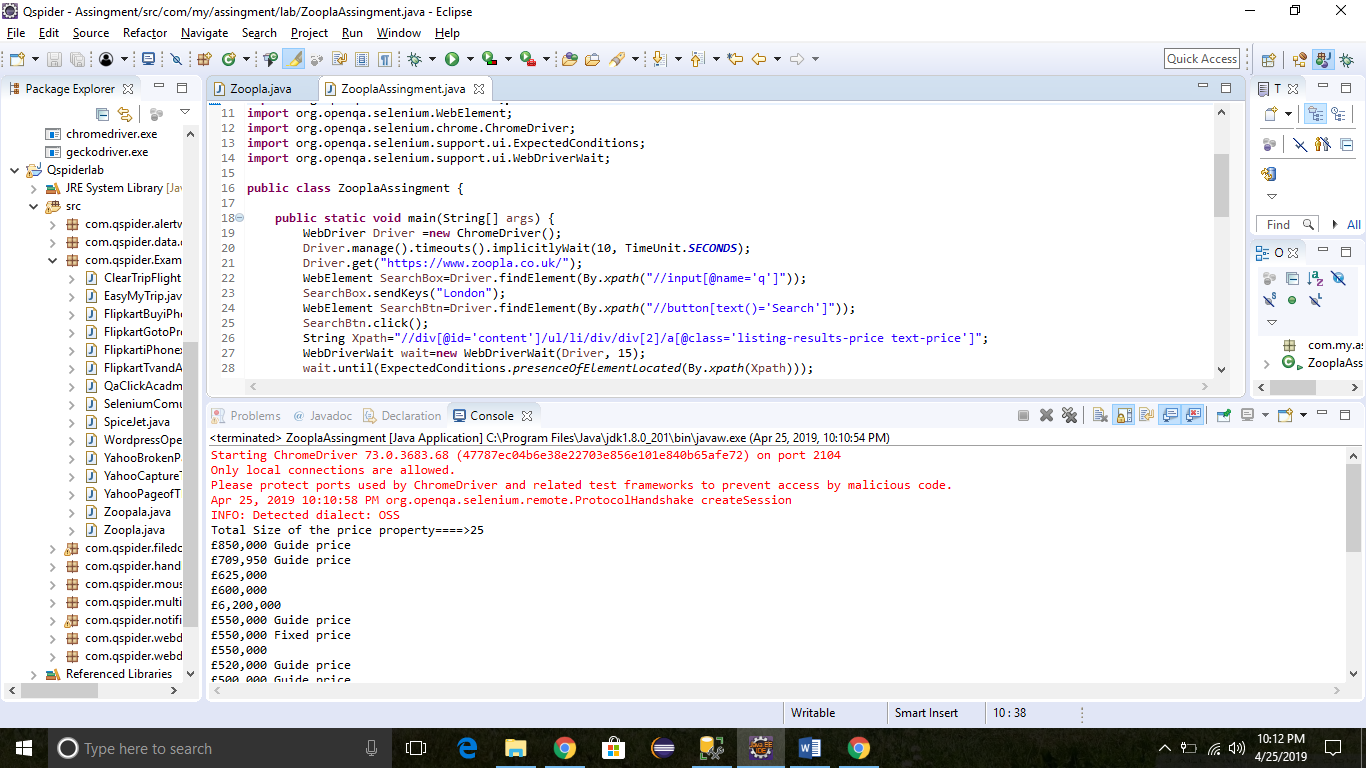 Qspider - Assingment/src/com/my/assingment/lab/ZooplaAssingment.java - Eclipse
File Edit Source Refactor Navigate Search Project Run Window Help
Quick Access
Package Explorer
chromedriver.exe
geckodriver.exe
Qspiderlab
JRE System Library [Ja
src
com.qspider.alertv
com.qspider.data.
com.qspider.Exam
ClearTripFlight
EasyMyTrip.jav
FlipkartBuyiPh
FlipkartGotoPr
FlipkartiPhone
FlipkartTvandA
QaClickAcadm
SeleniumComu
SpiceJet.java
WordpressOpe
YahooBrokenP
YahooCapture
YahooPageofT
Zoopala.java
Zoopla.java
com.qspider.filedc
com.qspider.hand
com.qspider.mous
com.qspider.multi
com.qspider.notifi
com.qspider.webd
com.qspider.webd
Referenced Libraries
Zoopla.java ZooplaAssingment.java
11 import org.openqa.selenium.WebElement;
12 import org.openqa.selenium.chrome.ChromeDriver;
13 import org.openqa.selenium.support.ui.ExpectedConditions;
14 import org.openqa.selenium.support.ui.WebDriverWait;
15
16 public class ZooplaAssingment {
17
18 public static void main(String[] args) {
19 WebDriver Driver =new ChromeDriver();
20 Driver.manage().timeouts().implicitlyWait(10, TimeUnit.SECONDS);
21 Driver.get("https://www.zoopla.co.uk/");
22 WebElement SearchBox=Driver.findElement(By.xpath("//input[@name='q']"));
23 SearchBox.sendKeys("London");
24 WebElement SearchBtn=Driver.findElement(By.xpath("//button[text()='Search']"));
25 SearchBtn.click();
26 String Xpath="//div[@id='content']/ul/li/div/div[2]/a[@class='listing-results-price text-price']";
27 WebDriverWait wait=new WebDriverWait(Driver, 15);
28 wait.until(ExpectedConditions.presenceOfElementLocated(By.xpath(Xpath)));
T
Find All
O
com.my.as
ZooplaAss
Problems @ Javadoc Declaration Console
<terminated> ZooplaAssingment [Java Application] C:\Program Files\Java\jdk1.8.0_201\bin\javaw.exe (Apr 25, 2019, 10:10:54 PM)
Starting ChromeDriver 73.0.3683.68 (47787ec04b6e38e22703e856e101e840b65afe72) on port 2104
Only local connections are allowed.
Please protect ports used by ChromeDriver and related test frameworks to prevent access by malicious code.
Apr 25, 2019 10:10:58 PM org.openqa.selenium.remote.ProtocolHandshake createSession
INFO: Detected dialect: OSS
Total Size of the price property====>25
£850,000 Guide price
£709,950 Guide price
£625,000
£600,000
£6,200,000
£550,000 Guide price
£550,000 Fixed price
£550,000
£520,000 Guide price
£500,000 Guide price
Writable Smart Insert 10 : 38
Type here to search
10:12 PM
4/25/2019